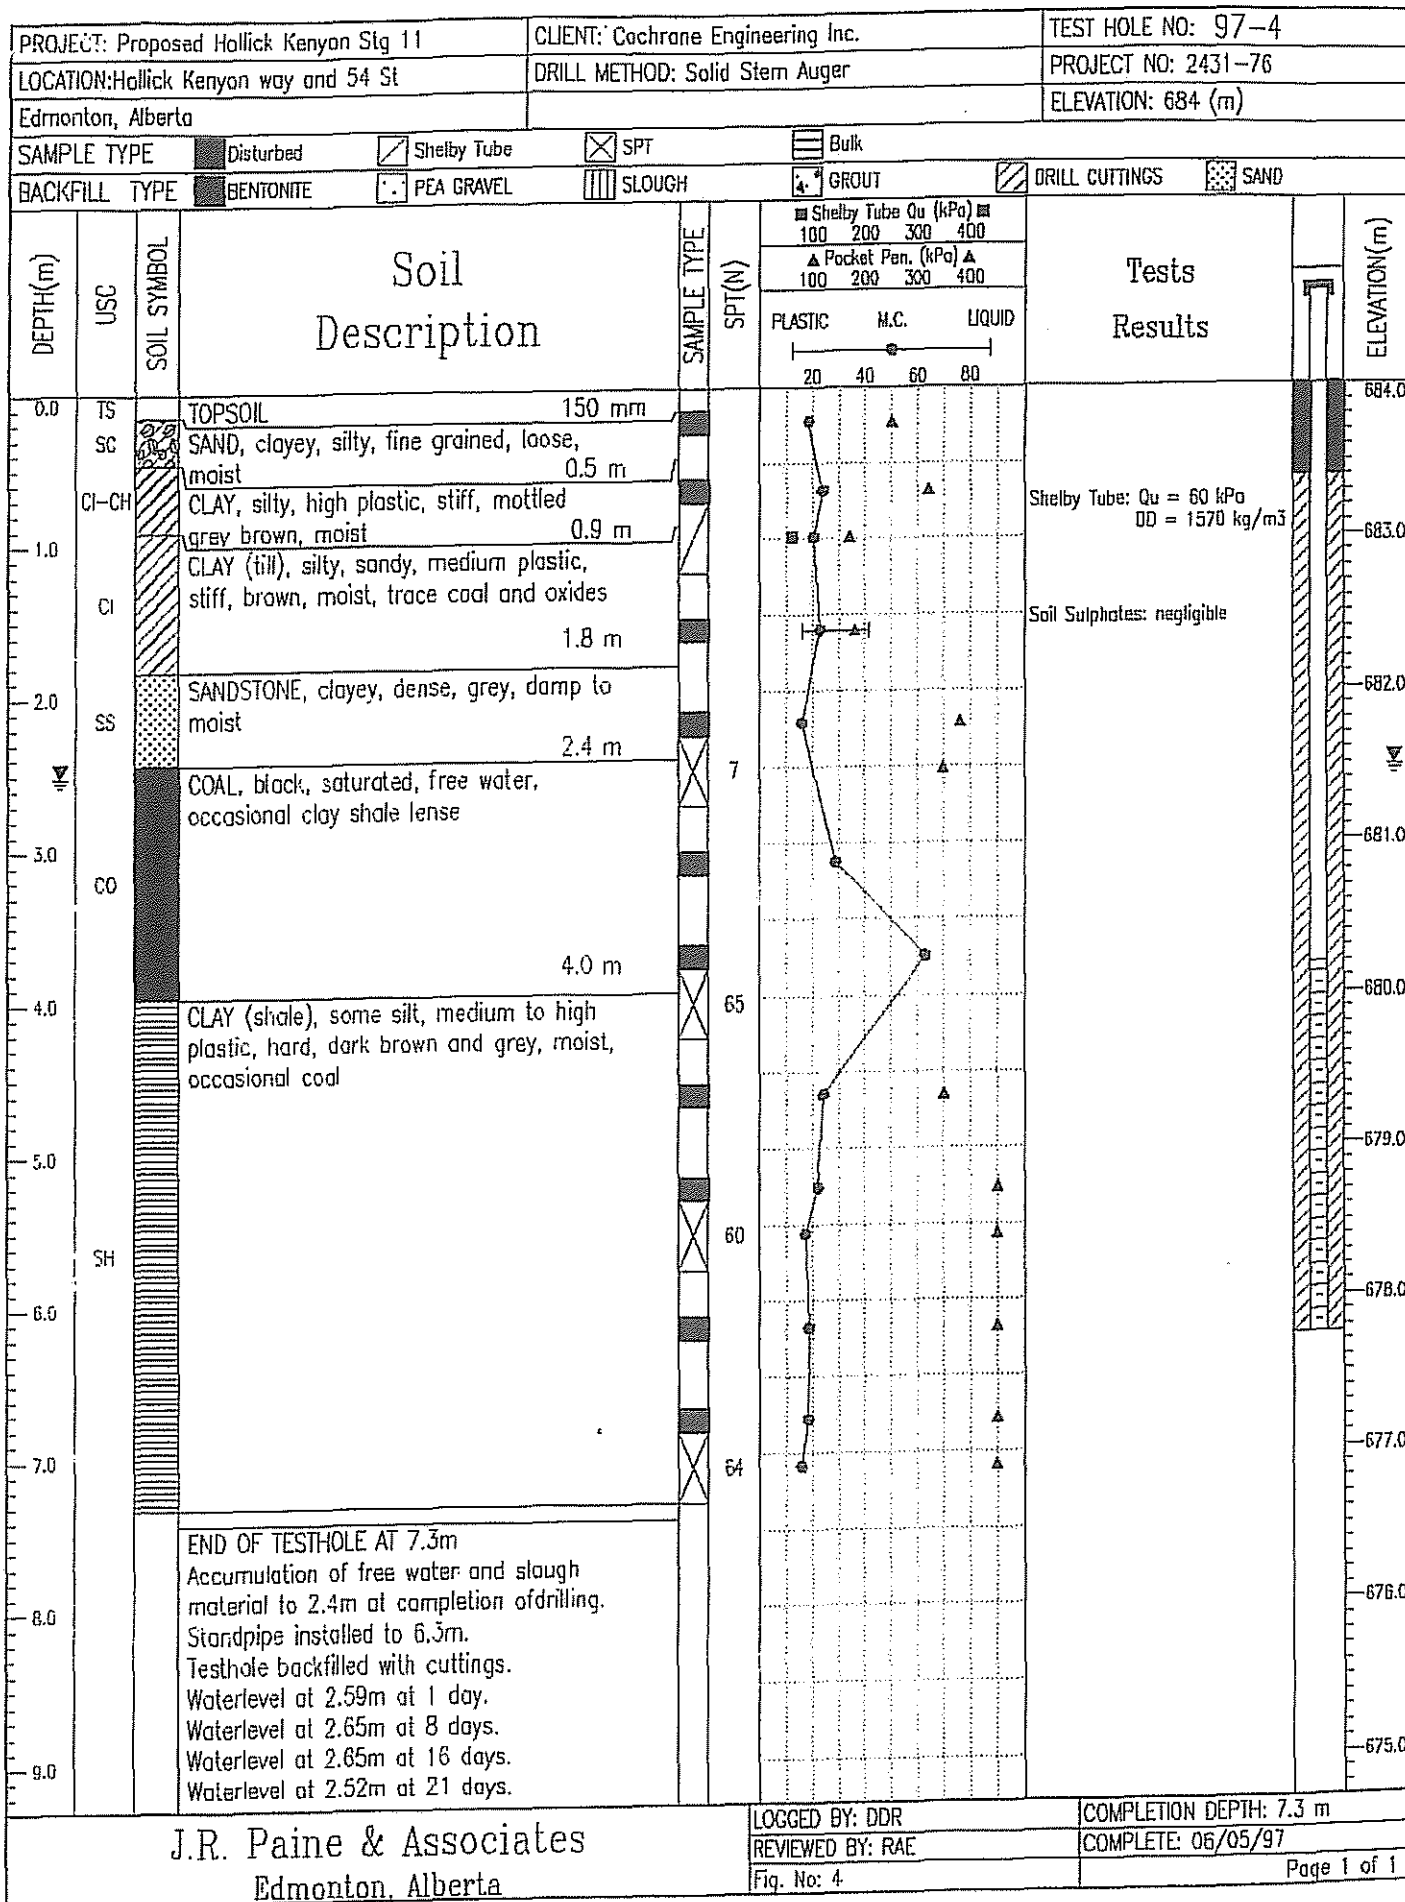 PROJECT: Proposed Hollick Kenyon Stg 11
CLIENT: Cochrane Engineering Inc.
TEST HOLE NO: 97-4
LOCATION:Hollick Kenyon way and 54 St
DRILL METHOD: Solid Stem Auger
PROJECT NO: 2431-76
Edmonton, Alberta
ELEVATION: 684 (m)
SAMPLE TYPE Disturbed Shelby Tube SPT Bulk
BACKFILL TYPE BENTONITE PEA GRAVEL SLOUGH GROUT DRILL CUTTINGS SAND
DEPTH(m)
USC
SOIL SYMBOL
Soil
Description
SAMPLE TYPE
SPT(N)
Shelby Tube Qu (kPa)
100 200 300 400
Pocket Pen. (kPa)
100 200 300 400
PLASTIC M.C. LIQUID
20 40 60 80
Tests
Results
ELEVATION(m)
0.0
TS
TOPSOIL 150 mm
684.0
SC
SAND, clayey, silty, fine grained, loose,
moist 0.5 m
CI-CH
CLAY, silty, high plastic, stiff, mottled
grey brown, moist 0.9 m
Shelby Tube: Qu = 60 kPa
DD = 1570 kg/m3
683.0
1.0
CLAY (till), silty, sandy, medium plastic,
CI
stiff, brown, moist, trace coal and oxides
1.8 m
Soil Sulphates: negligible
682.0
2.0
SS
SANDSTONE, clayey, dense, grey, damp to
moist
2.4 m
7
COAL, black, saturated, free water,
occasional clay shale lense
681.0
3.0
CO
4.0 m
680.0
4.0
65
CLAY (shale), some silt, medium to high
plastic, hard, dark brown and grey, moist,
occasional coal
679.0
5.0
60
SH
678.0
6.0
677.0
7.0
64
END OF TESTHOLE AT 7.3m
Accumulation of free water and slough
material to 2.4m at completion ofdrilling.
676.0
8.0
Standpipe installed to 6.3m.
Testhole backfilled with cuttings.
Waterlevel at 2.59m at 1 day.
Waterlevel at 2.65m at 8 days.
Waterlevel at 2.65m at 16 days.
675.0
9.0
Waterlevel at 2.52m at 21 days.
J.R. Paine & Associates
Edmonton, Alberta
LOGGED BY: DDR
COMPLETION DEPTH: 7.3 m
REVIEWED BY: RAE
COMPLETE: 06/05/97
Fig. No: 4
Page 1 of 1